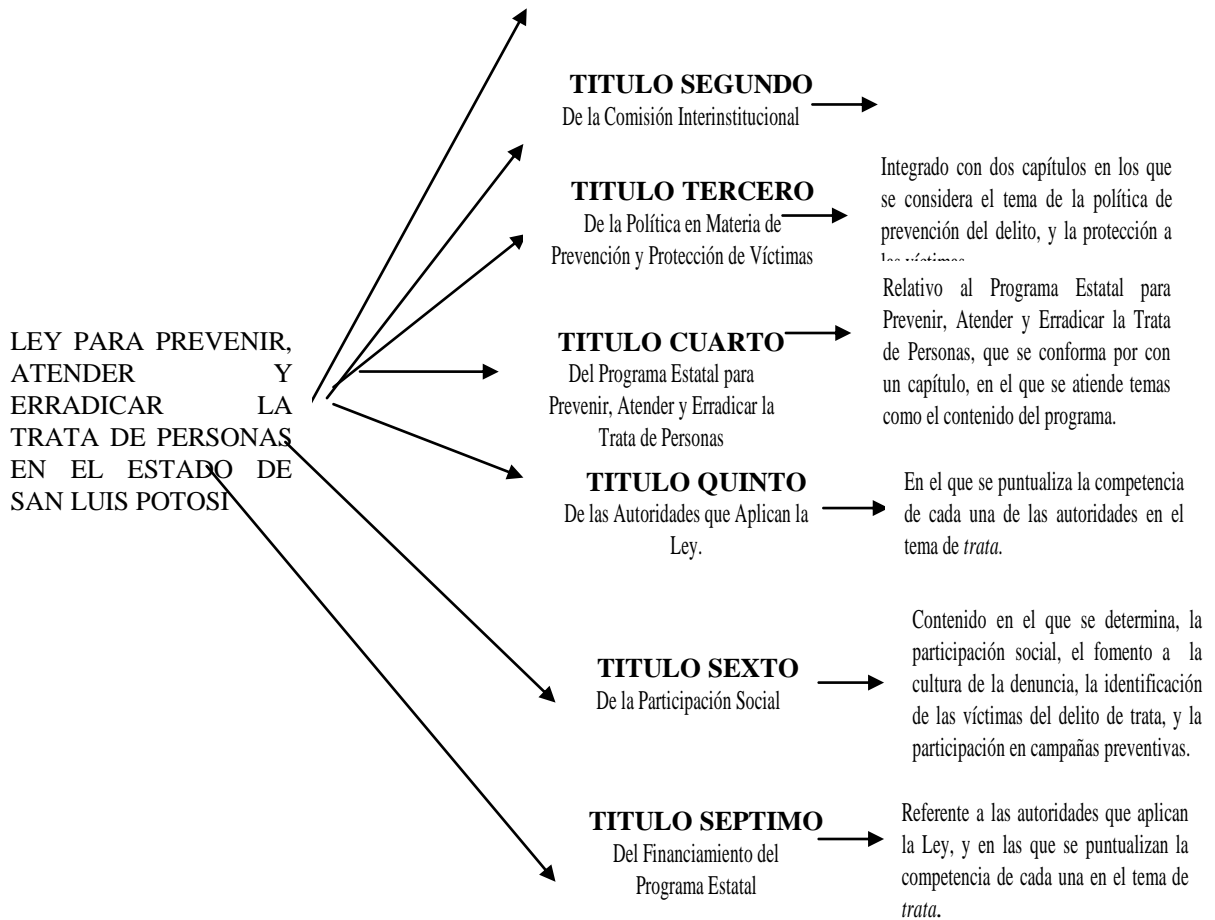 LEY PARA PREVENIR,
ATENDER Y
ERRADICAR LA
TRATA DE PERSONAS
EN EL ESTADO DE
SAN LUIS POTOSI
TITULO SEGUNDO
De la Comisión Interinstitucional
TITULO TERCERO
De la Política en Materia de
Prevención y Protección de Víctimas
Integrado con dos capítulos en los que
se considera el tema de la política de
prevención del delito, y la protección a
las víctimas
TITULO CUARTO
Del Programa Estatal para
Prevenir, Atender y Erradicar la
Trata de Personas
Relativo al Programa Estatal para
Prevenir, Atender y Erradicar la Trata
de Personas, que se conforma por con
un capítulo, en el que se atiende temas
como el contenido del programa.
TITULO QUINTO
De las Autoridades que Aplican la
Ley.
En el que se puntualiza la competencia
de cada una de las autoridades en el
tema de trata.
TITULO SEXTO
De la Participación Social
Contenido en el que se determina, la
participación social, el fomento a la
cultura de la denuncia, la identificación
de las víctimas del delito de trata, y la
participación en campañas preventivas.
TITULO SEPTIMO
Del Financiamiento del
Programa Estatal
Referente a las autoridades que aplican
la Ley, y en las que se puntualizan la
competencia de cada una en el tema de
trata.